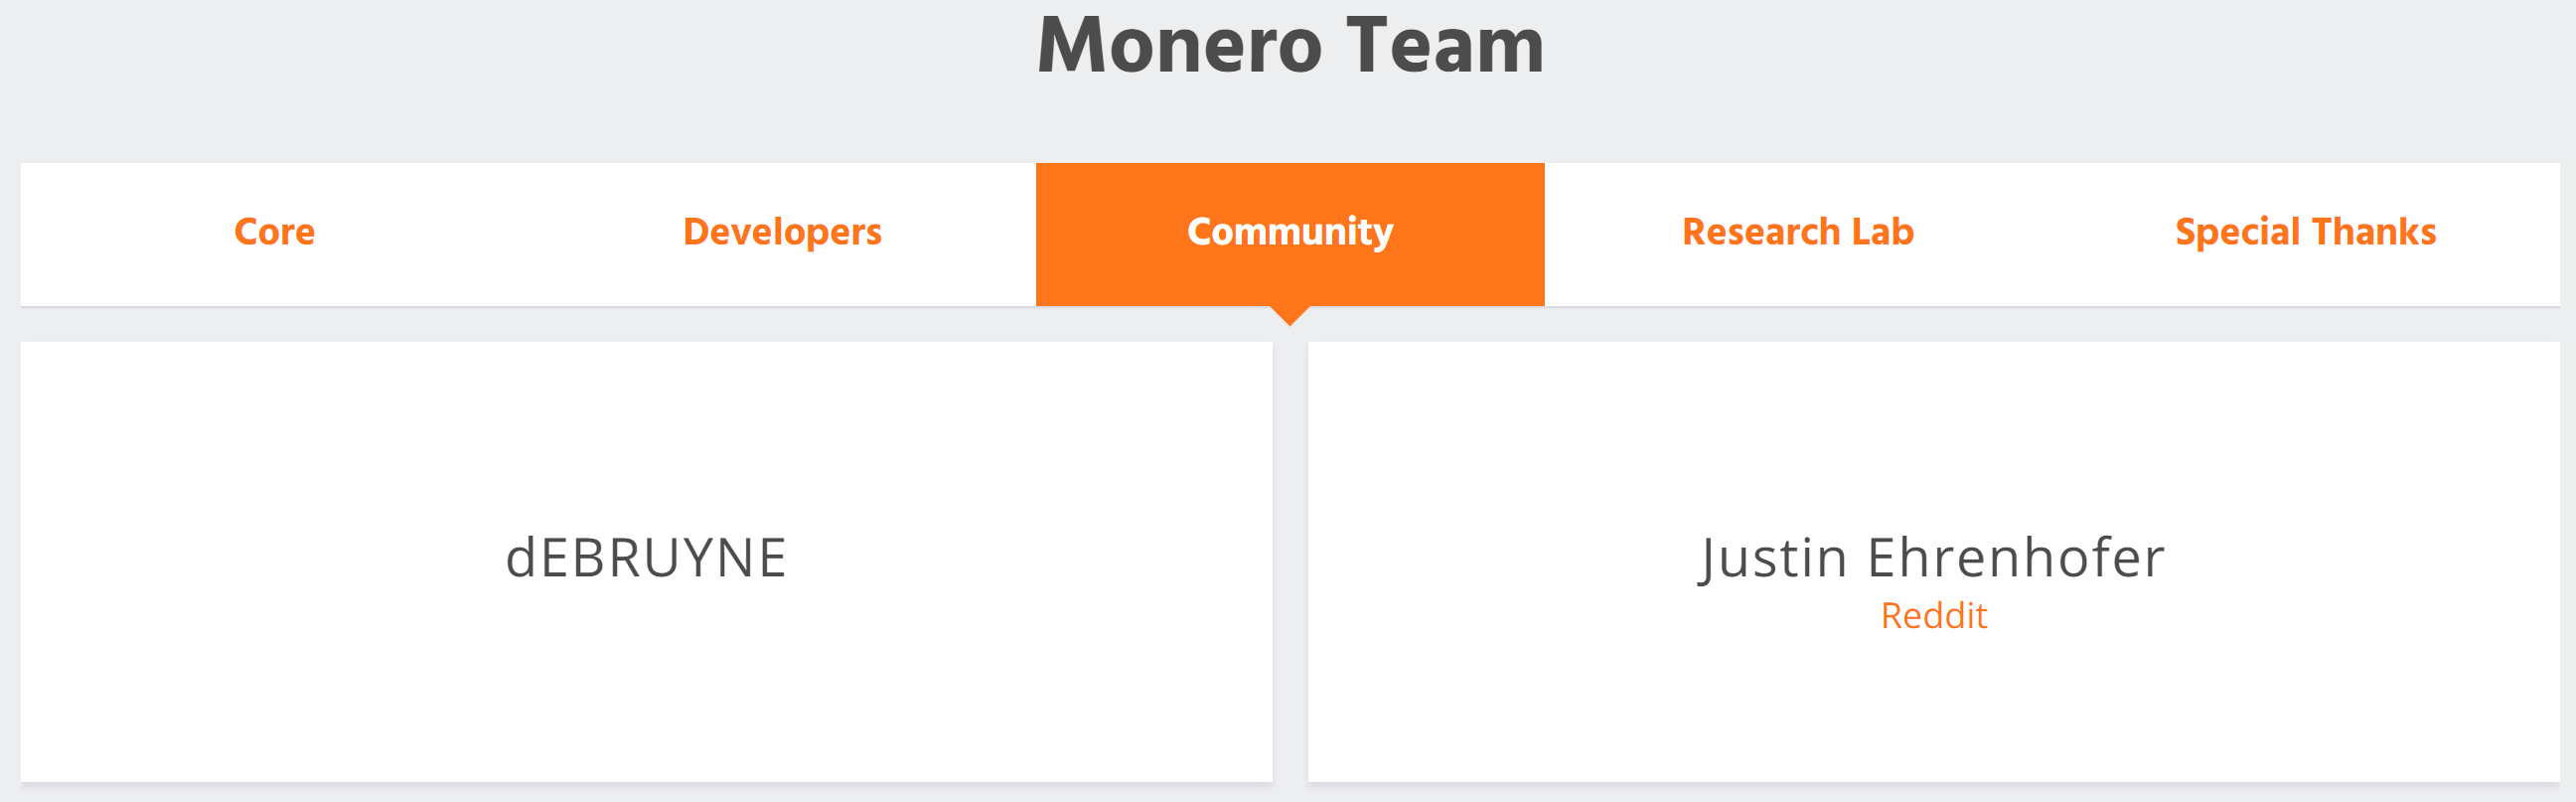 Monero Team
Core
Developers
Community
Research Lab
Special Thanks
dEBRUYNE
Justin Ehrenhofer
Reddit